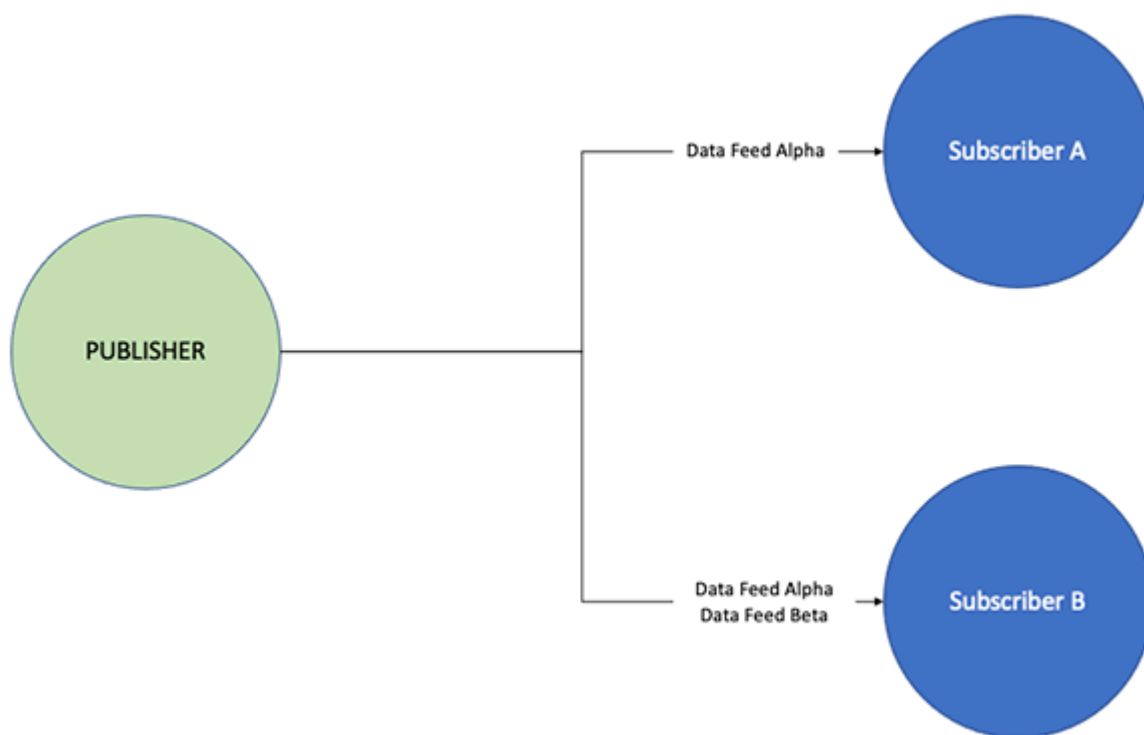 PUBLISHER
Data Feed Alpha
Subscriber A
Data Feed Alpha
Data Feed Beta
Subscriber B